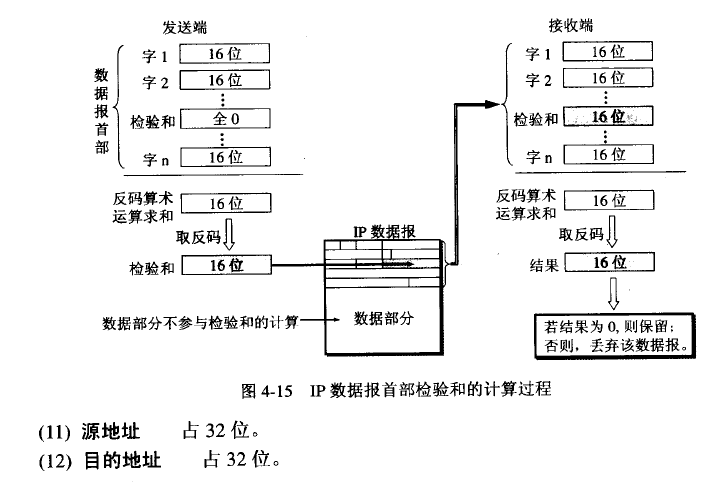 发送端
接收端
数据报首部
字 1 16 位
字 2 16 位
⋮
检验和 全 0
⋮
字 n 16 位
反码算术运算求和 16 位
取反码
检验和 16 位
IP 数据报
数据部分不参与检验和的计算
数据部分
字 1 16 位
字 2 16 位
⋮
检验和 16 位
⋮
字 n 16 位
反码算术运算求和 16 位
取反码
结果 16 位
若结果为 0, 则保留;
否则，丢弃该数据报。
图 4-15 IP 数据报首部检验和的计算过程
(11) 源地址 占 32 位。
(12) 目的地址 占 32 位。